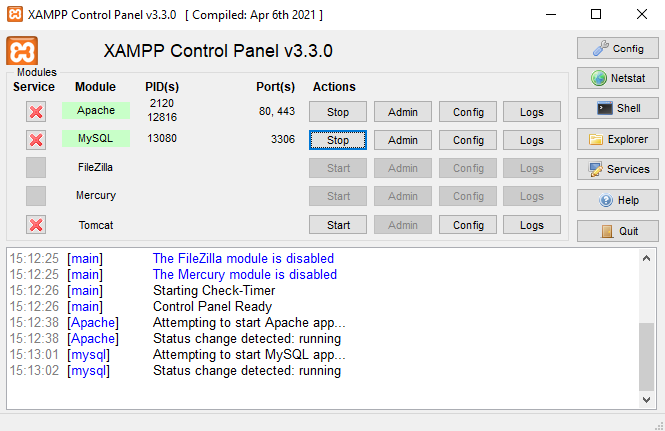 XAMPP Control Panel v3.3.0 [ Compiled: Apr 6th 2021 ]
XAMPP Control Panel v3.3.0
Config
Modules
Service Module PID(s) Port(s) Actions
Netstat
Apache 2120 12816 80, 443 Stop Admin Config Logs
Shell
MySQL 13080 3306 Stop Admin Config Logs
Explorer
FileZilla Start Admin Config Logs
Services
Mercury Start Admin Config Logs
Help
Tomcat Start Admin Config Logs
Quit
15:12:25 [main] The FileZilla module is disabled
15:12:25 [main] The Mercury module is disabled
15:12:26 [main] Starting Check-Timer
15:12:26 [main] Control Panel Ready
15:12:38 [Apache] Attempting to start Apache app...
15:12:38 [Apache] Status change detected: running
15:13:01 [mysql] Attempting to start MySQL app...
15:13:02 [mysql] Status change detected: running